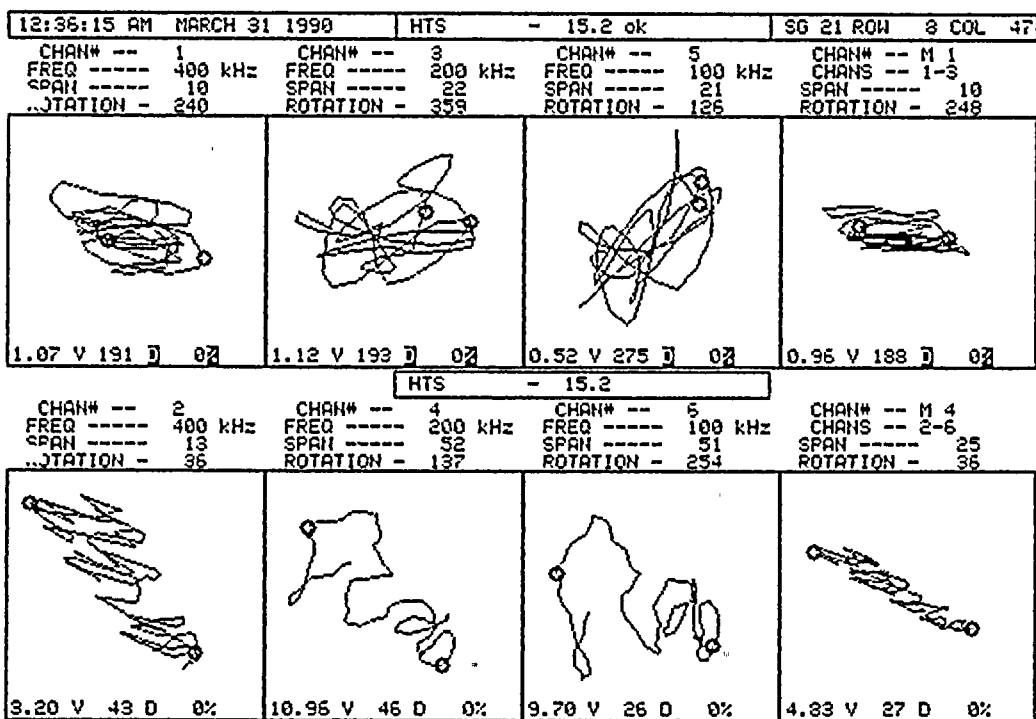 12:36:15 AM MARCH 31 1990 HTS - 15.2 ok SG 21 ROW 8 COL 47
CHAN# -- 1 CHAN# -- 3 CHAN# -- 5 CHAN# -- M 1
FREQ ----- 400 kHz FREQ ----- 200 kHz FREQ ----- 100 kHz CHANS -- 1-3
SPAN ----- 10 SPAN ----- 22 SPAN ----- 21 SPAN ----- 10
..OTATION - 240 ROTATION - 359 ROTATION - 126 ROTATION - 248
1.07 V 191 D 0% 1.12 V 193 D 0% 0.52 V 275 D 0% 0.96 V 188 D 0%
HTS - 15.2
CHAN# -- 2 CHAN# -- 4 CHAN# -- 6 CHAN# -- M 4
FREQ ----- 400 kHz FREQ ----- 200 kHz FREQ ----- 100 kHz CHANS -- 2-6
SPAN ----- 13 SPAN ----- 52 SPAN ----- 51 SPAN ----- 25
..OTATION - 36 ROTATION - 137 ROTATION - 254 ROTATION - 36
3.20 V 43 D 0% 10.96 V 46 D 0% 9.70 V 26 D 0% 4.83 V 27 D 0%